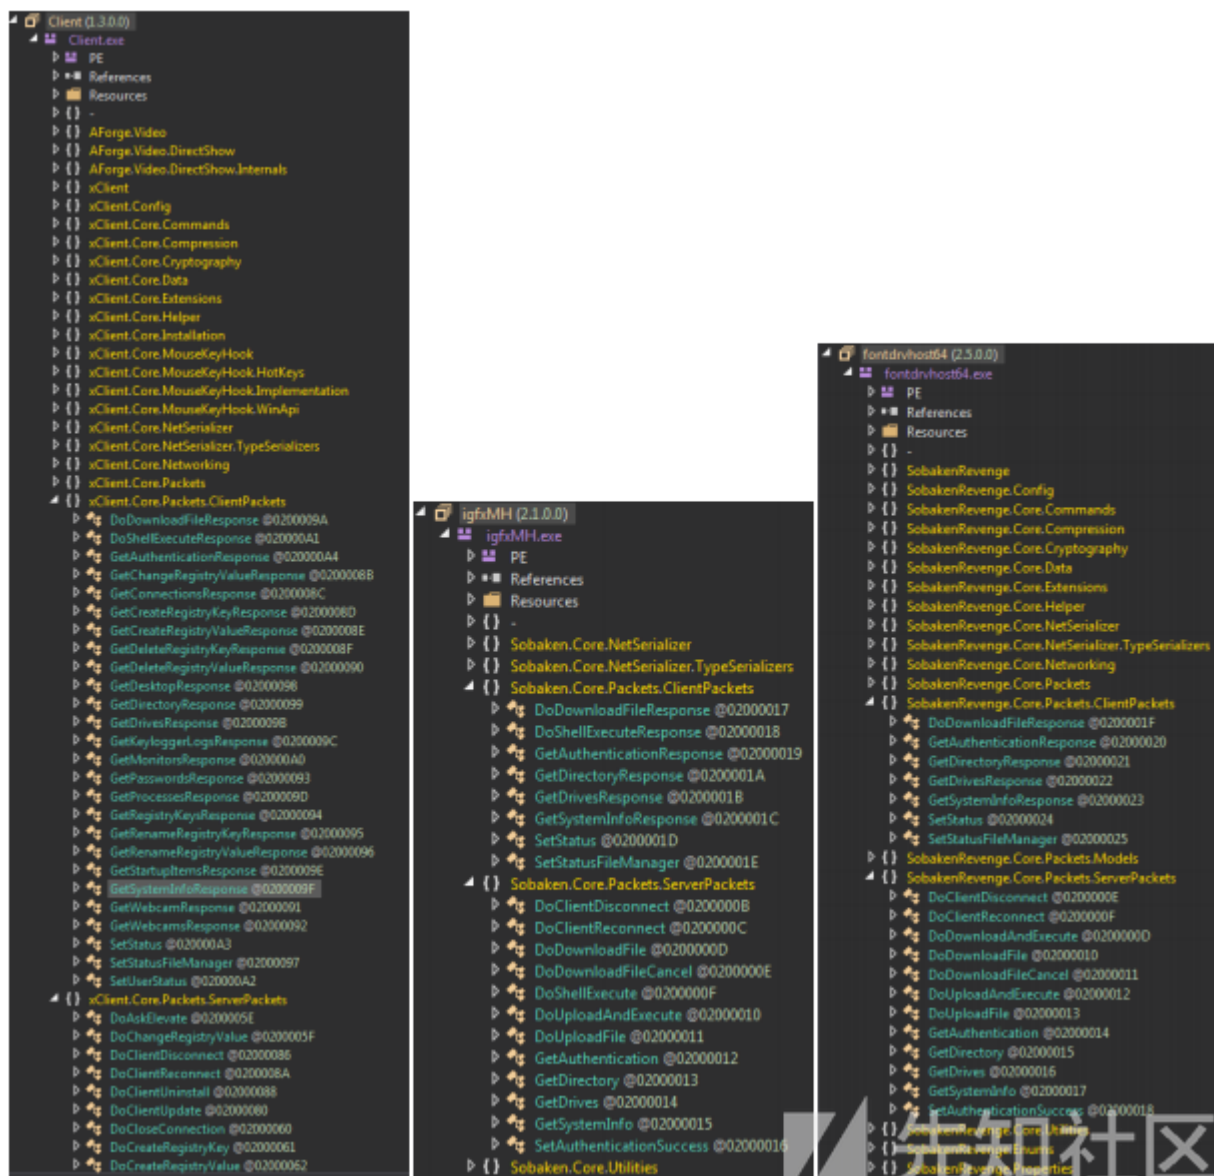 Client (1.3.0.0)
Client.exe
PE
References
Resources
{ } -
{ } AForge.Video
{ } AForge.Video.DirectShow
{ } AForge.Video.DirectShow.Internals
{ } xClient
{ } xClient.Config
{ } xClient.Core.Commands
{ } xClient.Core.Compression
{ } xClient.Core.Cryptography
{ } xClient.Core.Data
{ } xClient.Core.Extensions
{ } xClient.Core.Helper
{ } xClient.Core.Installation
{ } xClient.Core.MouseKeyHook
{ } xClient.Core.MouseKeyHook.HotKeys
{ } xClient.Core.MouseKeyHook.Implementation
{ } xClient.Core.MouseKeyHook.WinApi
{ } xClient.Core.NetSerializer
{ } xClient.Core.NetSerializer.TypeSerializers
{ } xClient.Core.Networking
{ } xClient.Core.Packets
{ } xClient.Core.Packets.ClientPackets
DoDownloadFileResponse @0200009A
DoShellExecuteResponse @020000A1
GetAuthenticationResponse @020000A4
GetChangeRegistryValueResponse @0200008B
GetConnectionsResponse @0200008C
GetCreateRegistryKeyResponse @0200008D
GetCreateRegistryValueResponse @0200008E
GetDeleteRegistryKeyResponse @0200008F
GetDeleteRegistryValueResponse @02000090
GetDesktopResponse @02000098
GetDirectoryResponse @02000099
GetDrivesResponse @0200009B
GetKeyloggerLogsResponse @0200009C
GetMonitorsResponse @020000A0
GetPasswordsResponse @02000093
GetProcessesResponse @0200009D
GetRegistryKeysResponse @02000094
GetRenameRegistryKeyResponse @02000095
GetRenameRegistryValueResponse @02000096
GetStartupItemsResponse @0200009E
GetSystemInfoResponse @0200009F
GetWebcamResponse @02000091
GetWebcamsResponse @02000092
SetStatus @020000A3
SetStatusFileManager @02000097
SetUserStatus @020000A2
{ } xClient.Core.Packets.ServerPackets
DoAskElevate @0200005E
DoChangeRegistryValue @0200005F
DoClientDisconnect @02000086
DoClientReconnect @0200008A
DoClientUninstall @02000088
DoClientUpdate @02000080
DoCloseConnection @02000060
DoCreateRegistryKey @02000061
DoCreateRegistryValue @02000062
igfxMH (2.1.0.0)
igfxMH.exe
PE
References
Resources
{ } -
{ } Sobaken.Core.NetSerializer
{ } Sobaken.Core.NetSerializer.TypeSerializers
{ } Sobaken.Core.Packets.ClientPackets
DoDownloadFileResponse @02000017
DoShellExecuteResponse @02000018
GetAuthenticationResponse @02000019
GetDirectoryResponse @0200001A
GetDrivesResponse @0200001B
GetSystemInfoResponse @0200001C
SetStatus @0200001D
SetStatusFileManager @0200001E
{ } Sobaken.Core.Packets.ServerPackets
DoClientDisconnect @0200000B
DoClientReconnect @0200000C
DoDownloadFile @0200000D
DoDownloadFileCancel @0200000E
DoShellExecute @0200000F
DoUploadAndExecute @02000010
DoUploadFile @02000011
GetAuthentication @02000012
GetDirectory @02000013
GetDrives @02000014
GetSystemInfo @02000015
SetAuthenticationSuccess @02000016
{ } Sobaken.Core.Utilities
fontdrvhost64 (2.5.0.0)
fontdrvhost64.exe
PE
References
Resources
{ } -
{ } SobakenRevenge
{ } SobakenRevenge.Config
{ } SobakenRevenge.Core.Commands
{ } SobakenRevenge.Core.Compression
{ } SobakenRevenge.Core.Cryptography
{ } SobakenRevenge.Core.Data
{ } SobakenRevenge.Core.Extensions
{ } SobakenRevenge.Core.Helper
{ } SobakenRevenge.Core.NetSerializer
{ } SobakenRevenge.Core.NetSerializer.TypeSerializers
{ } SobakenRevenge.Core.Networking
{ } SobakenRevenge.Core.Packets
{ } SobakenRevenge.Core.Packets.ClientPackets
DoDownloadFileResponse @0200001F
GetAuthenticationResponse @02000020
GetDirectoryResponse @02000021
GetDrivesResponse @02000022
GetSystemInfoResponse @02000023
SetStatus @02000024
SetStatusFileManager @02000025
{ } SobakenRevenge.Core.Packets.Models
{ } SobakenRevenge.Core.Packets.ServerPackets
DoClientDisconnect @0200000E
DoClientReconnect @0200000F
DoDownloadAndExecute @0200000D
DoDownloadFile @02000010
DoDownloadFileCancel @02000011
DoUploadAndExecute @02000012
DoUploadFile @02000013
GetAuthentication @02000014
GetDirectory @02000015
GetDrives @02000016
GetSystemInfo @02000017
SetAuthenticationSuccess @02000018
{ } SobakenRevenge.Core.Utilities
{ } SobakenRevenge.Enums
{ } SobakenRevenge.Properties
知社区